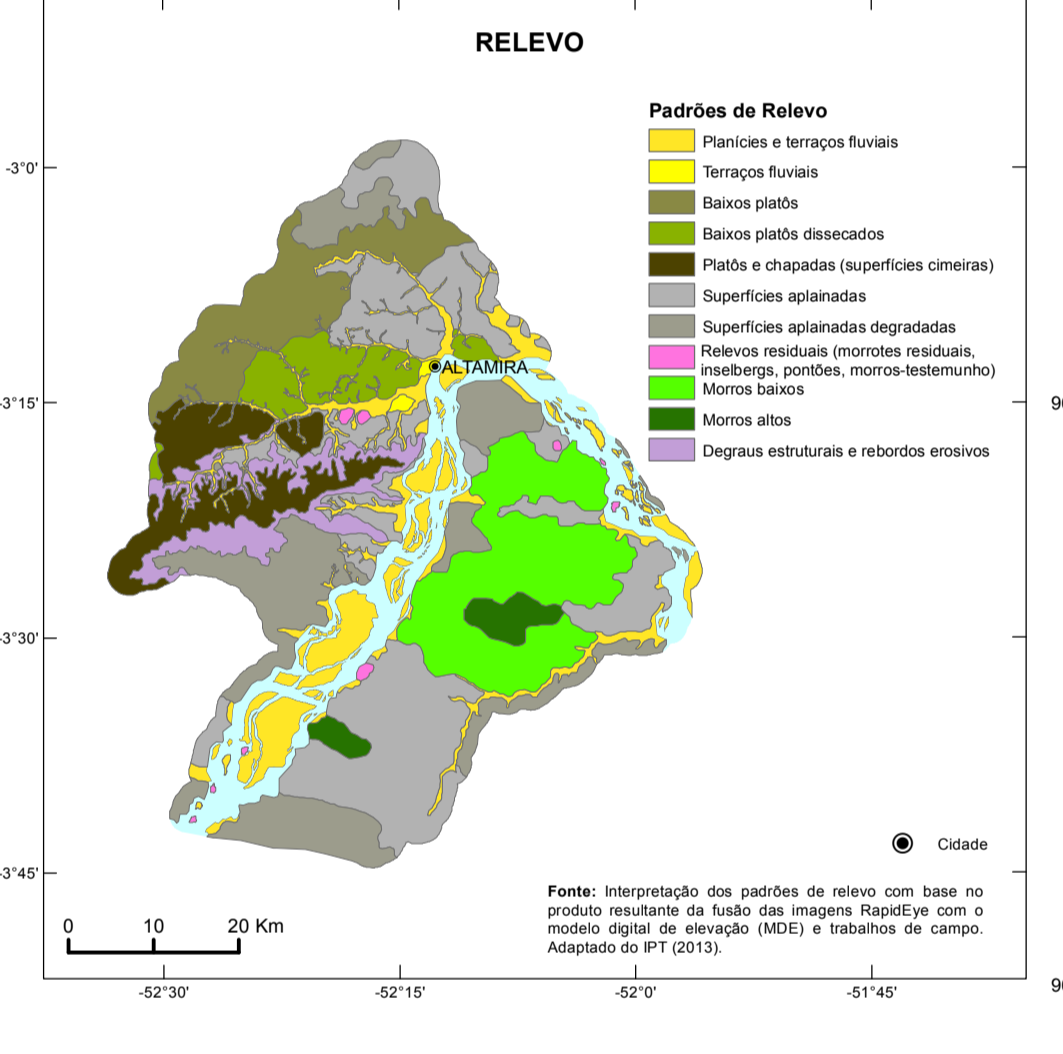 RELEVO
Padrões de Relevo
Planícies e terraços fluviais
Terraços fluviais
Baixos platôs
Baixos platôs dissecados
Platôs e chapadas (superfícies cimeiras)
Superfícies aplainadas
Superfícies aplainadas degradadas
Relevos residuais (morrotes residuais,
inselbergs, pontões, morros-testemunho)
Morros baixos
Morros altos
Degraus estruturais e rebordos erosivos
-3°0'
-3°15'
-3°30'
-3°45'
ALTAMIRA
Cidade
Fonte: Interpretação dos padrões de relevo com base no
produto resultante da fusão das imagens RapidEye com o
modelo digital de elevação (MDE) e trabalhos de campo.
Adaptado do IPT (2013).
0 10 20 Km
-52°30' -52°15' -52°0' -51°45'